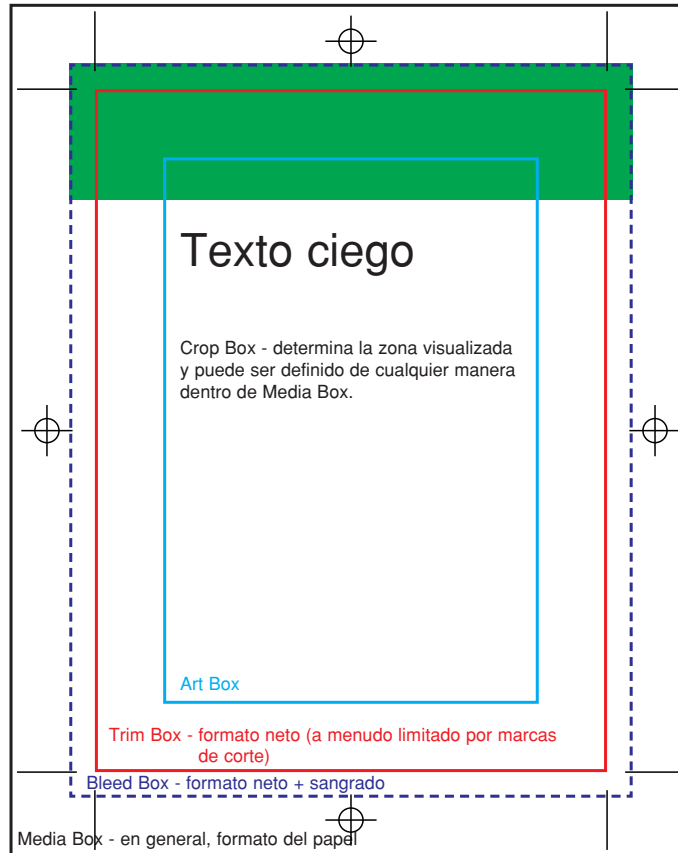 Texto ciego
Crop Box - determina la zona visualizada
y puede ser definido de cualquier manera
dentro de Media Box.
Art Box
Trim Box - formato neto (a menudo limitado por marcas
de corte)
Bleed Box - formato neto + sangrado
Media Box - en general, formato del papel